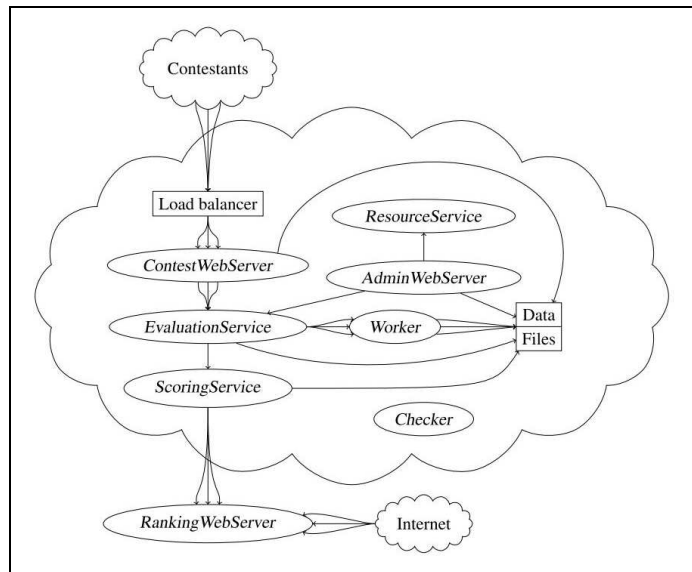 Contestants
Load balancer
ResourceService
ContestWebServer
AdminWebServer
Data
EvaluationService
Worker
Files
ScoringService
Checker
RankingWebServer
Internet